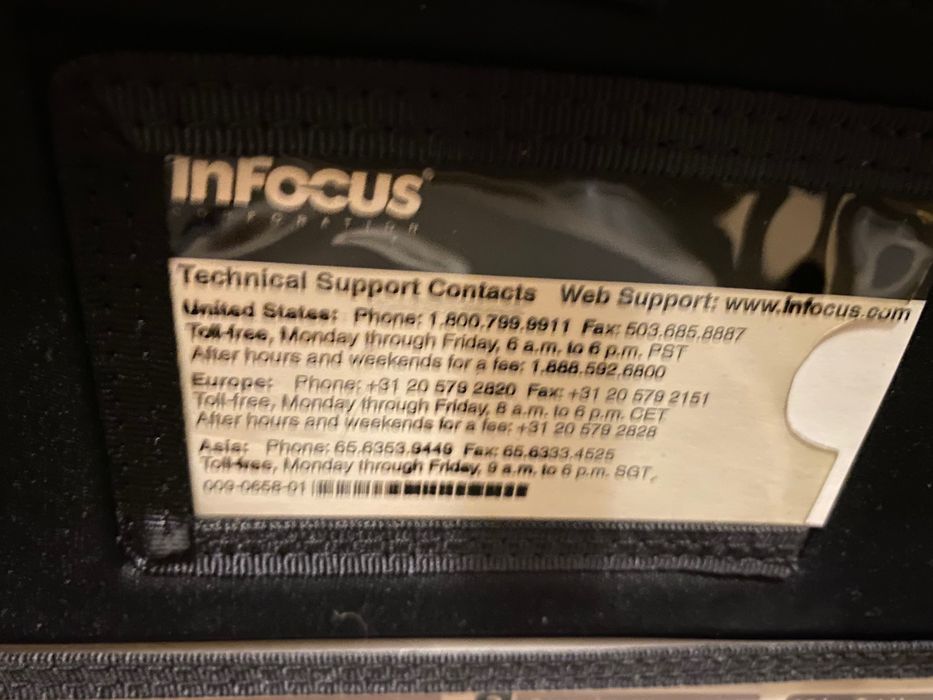 InFocus®
CORPORATION
Technical Support Contacts Web Support: www.infocus.com
United States: Phone: 1.800.799.9911 Fax: 503.685.8887
Toll-free, Monday through Friday, 6 a.m. to 6 p.m. PST
After hours and weekends for a fee: 1.888.592.6800
Europe: Phone: +31 20 579 2820 Fax: +31 20 579 2151
Toll-free, Monday through Friday, 8 a.m. to 6 p.m. CET
After hours and weekends for a fee: +31 20 579 2828
Asia: Phone: 65.6353.9449 Fax: 65.6333.4525
Toll-free, Monday through Friday, 9 a.m. to 6 p.m. SGT.
009-0658-01